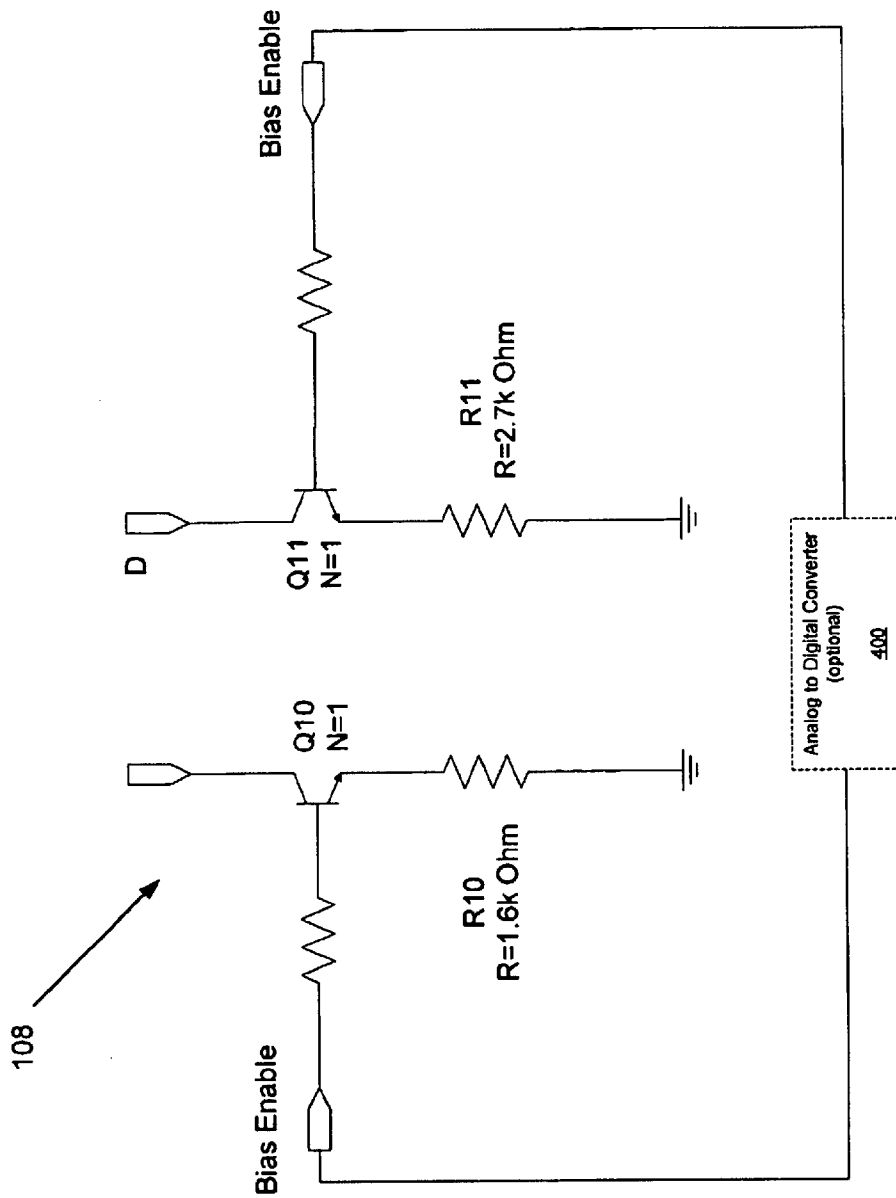 108
D
Bias Enable
Bias Enable
Q10
N=1
Q11
N=1
R10
R=1.6k Ohm
R11
R=2.7k Ohm
Analog to Digital Converter
(optional)
400